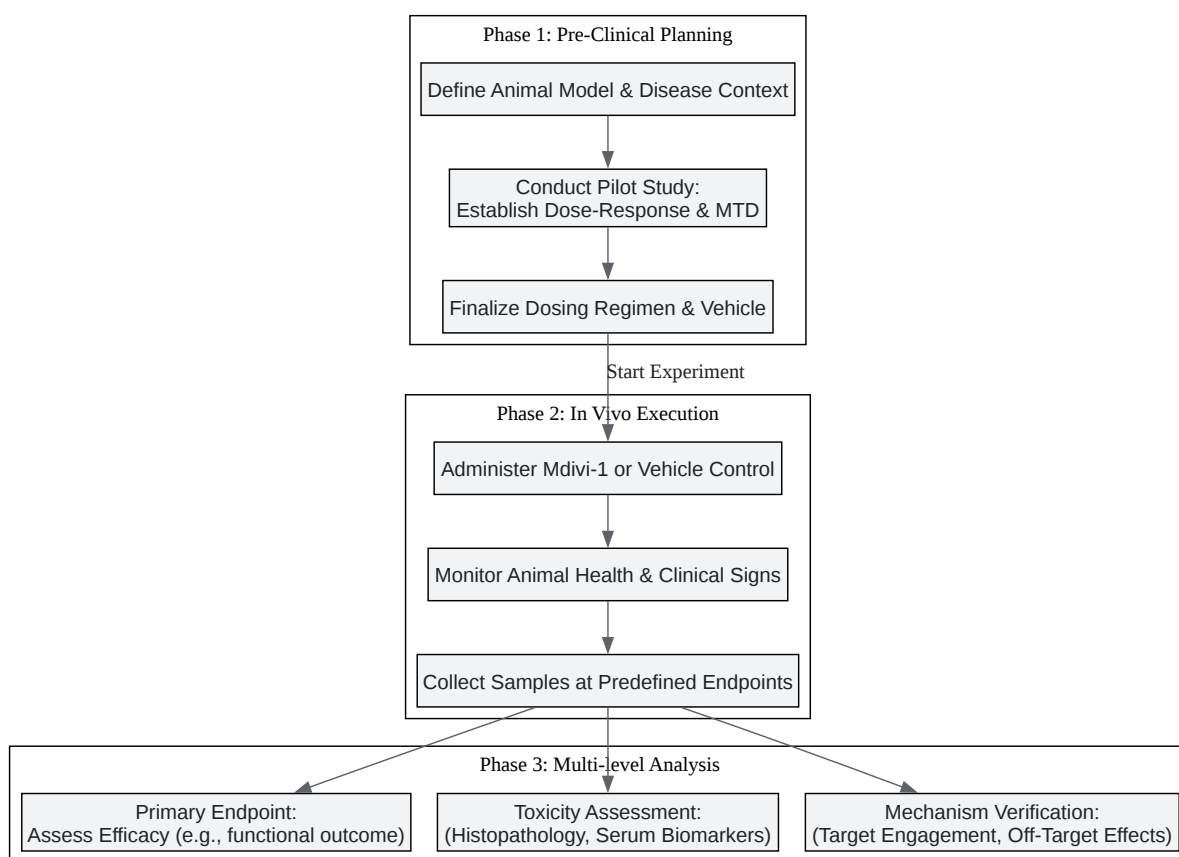 Phase 1: Pre-Clinical Planning
Define Animal Model & Disease Context
Conduct Pilot Study:
Establish Dose-Response & MTD
Finalize Dosing Regimen & Vehicle
Start Experiment
Phase 2: In Vivo Execution
Administer Mdivi-1 or Vehicle Control
Monitor Animal Health & Clinical Signs
Collect Samples at Predefined Endpoints
Phase 3: Multi-level Analysis
Primary Endpoint:
Assess Efficacy (e.g., functional outcome)
Toxicity Assessment:
(Histopathology, Serum Biomarkers)
Mechanism Verification:
(Target Engagement, Off-Target Effects)